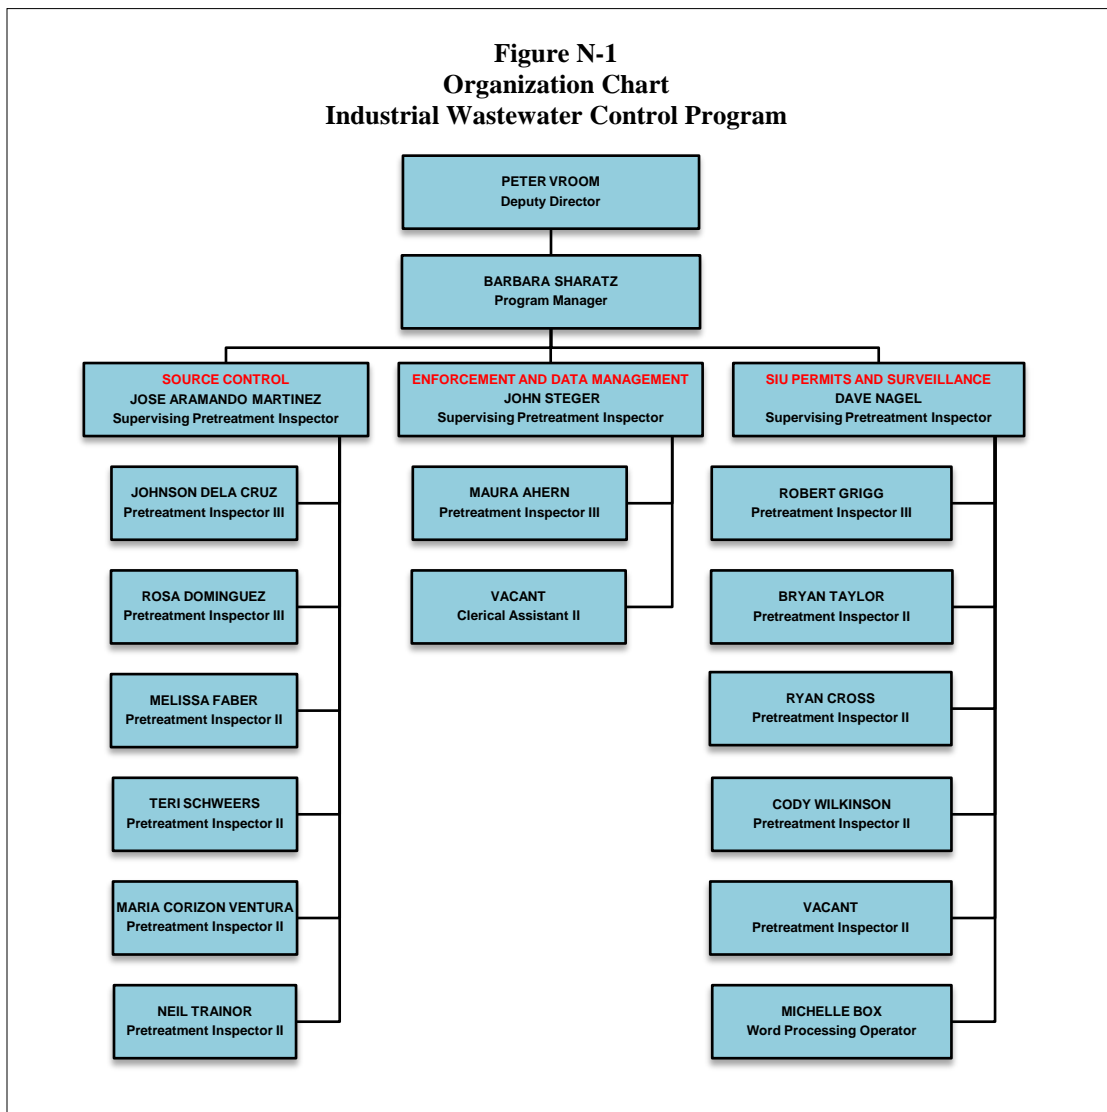 Figure N-1
Organization Chart
Industrial Wastewater Control Program
PETER VROOM
Deputy Director
BARBARA SHARATZ
Program Manager
SOURCE CONTROL
JOSE ARAMANDO MARTINEZ
Supervising Pretreatment Inspector
ENFORCEMENT AND DATA MANAGEMENT
JOHN STEGER
Supervising Pretreatment Inspector
SIU PERMITS AND SURVEILLANCE
DAVE NAGEL
Supervising Pretreatment Inspector
JOHNSON DELA CRUZ
Pretreatment Inspector III
ROSA DOMINGUEZ
Pretreatment Inspector III
MELISSA FABER
Pretreatment Inspector II
TERI SCHWEERS
Pretreatment Inspector II
MARIA CORIZON VENTURA
Pretreatment Inspector II
NEIL TRAINOR
Pretreatment Inspector II
MAURA AHERN
Pretreatment Inspector III
VACANT
Clerical Assistant II
ROBERT GRIGG
Pretreatment Inspector III
BRYAN TAYLOR
Pretreatment Inspector II
RYAN CROSS
Pretreatment Inspector II
CODY WILKINSON
Pretreatment Inspector II
VACANT
Pretreatment Inspector II
MICHELLE BOX
Word Processing Operator